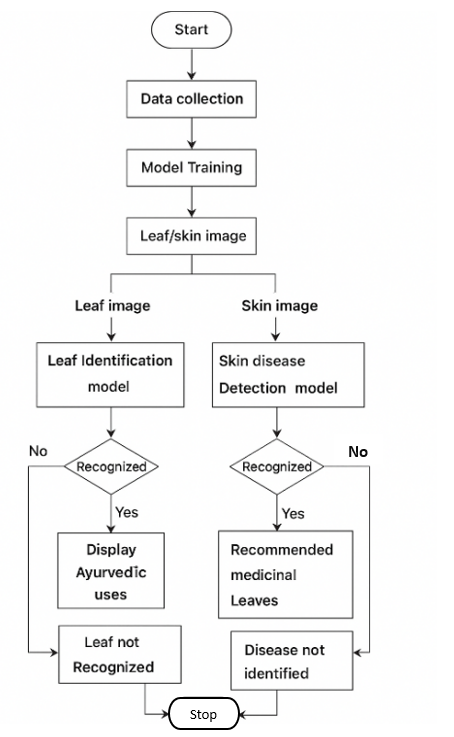 Start
Data collection
Model Training
Leaf/skin image
Leaf image
Skin image
Leaf Identification
model
Skin disease
Detection model
No
Recognized
Yes
Recognized
No
Yes
Display
Ayurvedic
uses
Recommended
medicinal
Leaves
Leaf not
Recognized
Disease not
identified
Stop